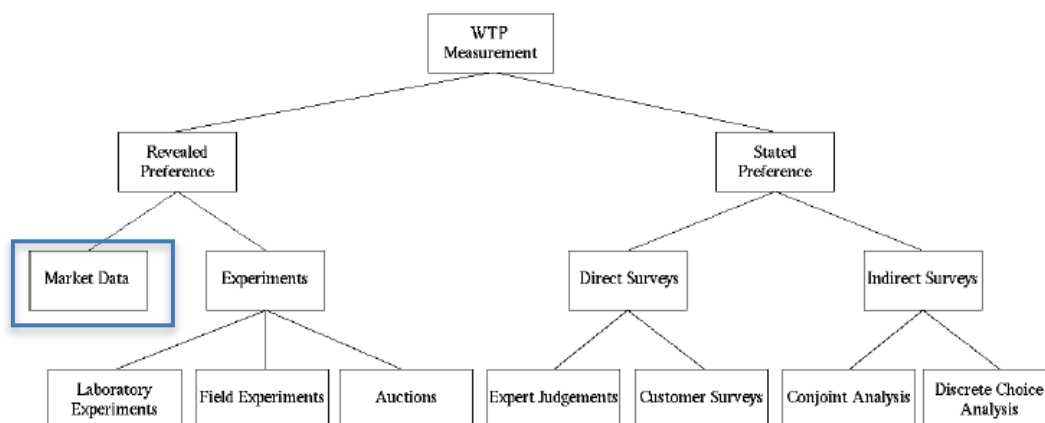 WTP
Measurement
Revealed
Preference
Stated
Preference
Market Data
Experiments
Direct Surveys
Indirect Surveys
Laboratory
Experiments
Field Experiments
Auctions
Expert Judgements
Customer Surveys
Conjoint Analysis
Discrete Choice
Analysis